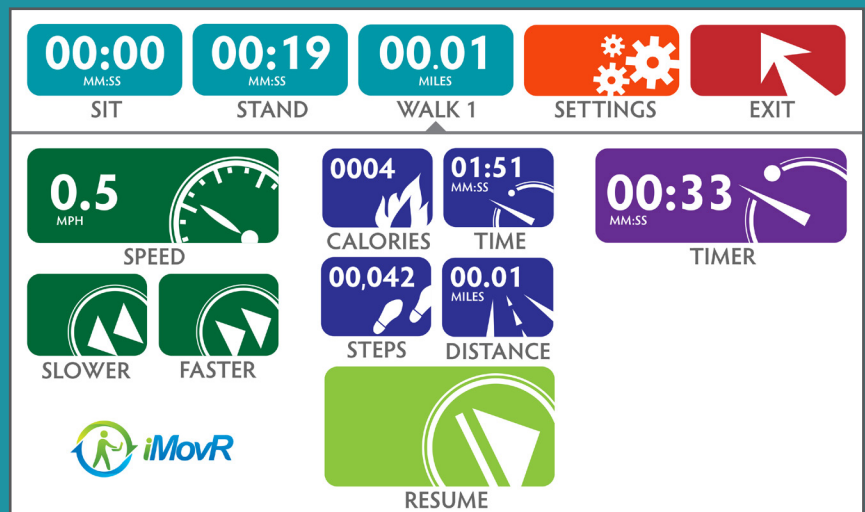 00:00
MM:SS
SIT
00:19
MM:SS
STAND
00.01
MILES
WALK 1
SETTINGS
EXIT
0.5
MPH
SPEED
SLOWER
FASTER
0004
CALORIES
01:51
MM:SS
TIME
00,042
STEPS
00.01
MILES
DISTANCE
RESUME
00:33
MM:SS
TIMER
iMovR